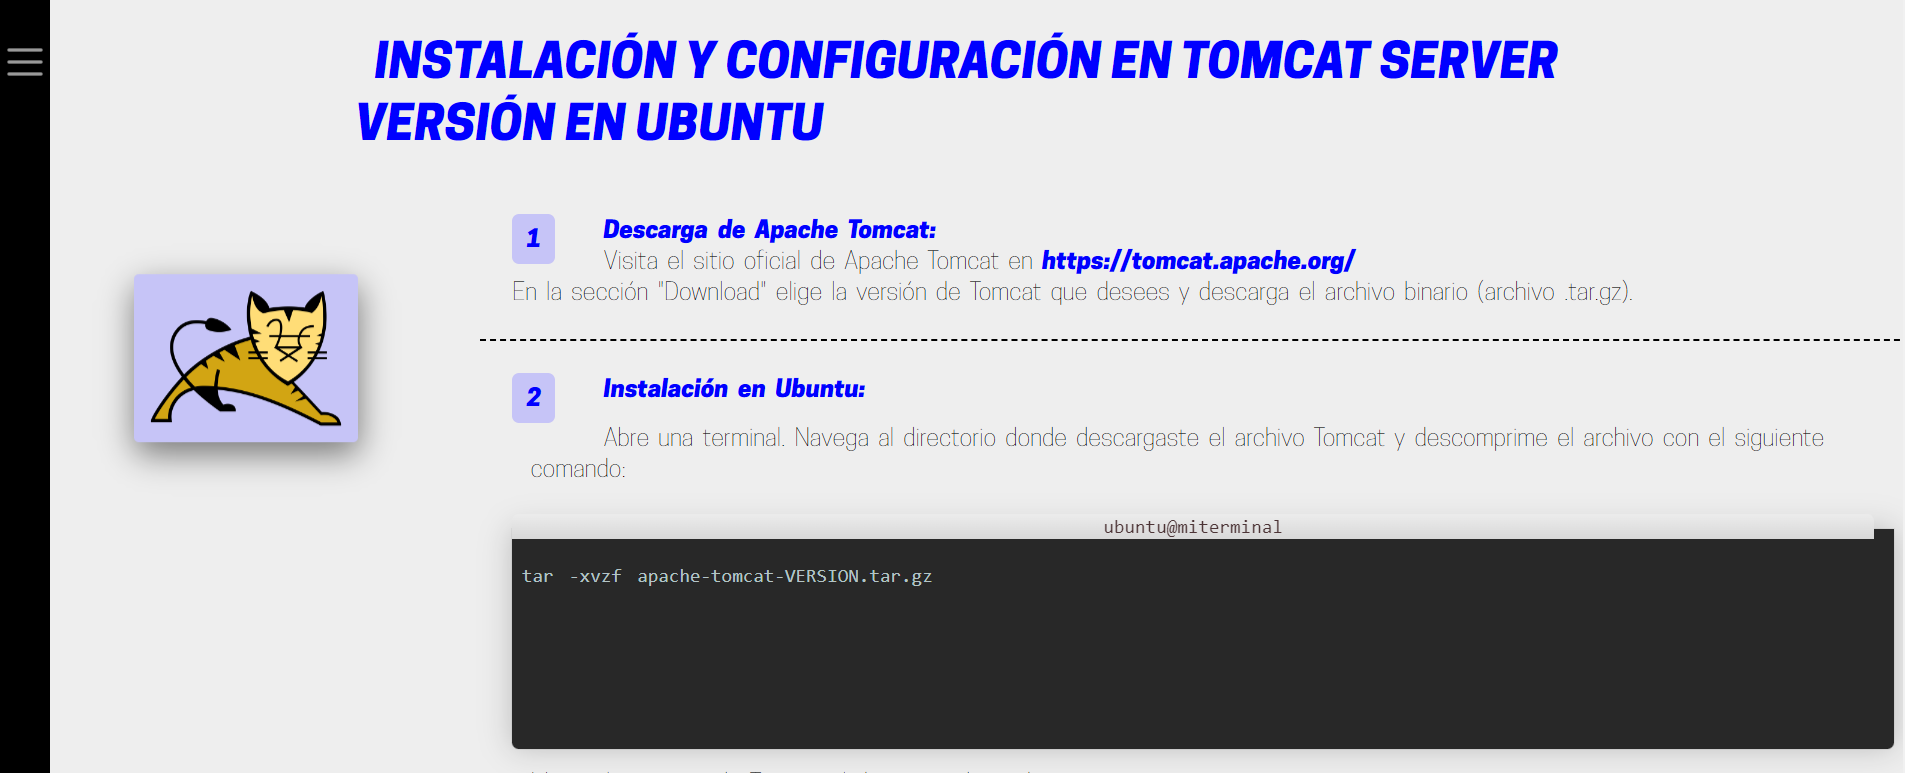 INSTALACIÓN Y CONFIGURACIÓN EN TOMCAT SERVER
VERSIÓN EN UBUNTU
1
Descarga de Apache Tomcat:
Visita el sitio oficial de Apache Tomcat en https://tomcat.apache.org/
En la sección "Download" elige la versión de Tomcat que desees y descarga el archivo binario (archivo .tar.gz).
2
Instalación en Ubuntu:
Abre una terminal. Navega al directorio donde descargaste el archivo Tomcat y descomprime el archivo con el siguiente
comando:
ubuntu@miterminal
tar -xvzf apache-tomcat-VERSION.tar.gz